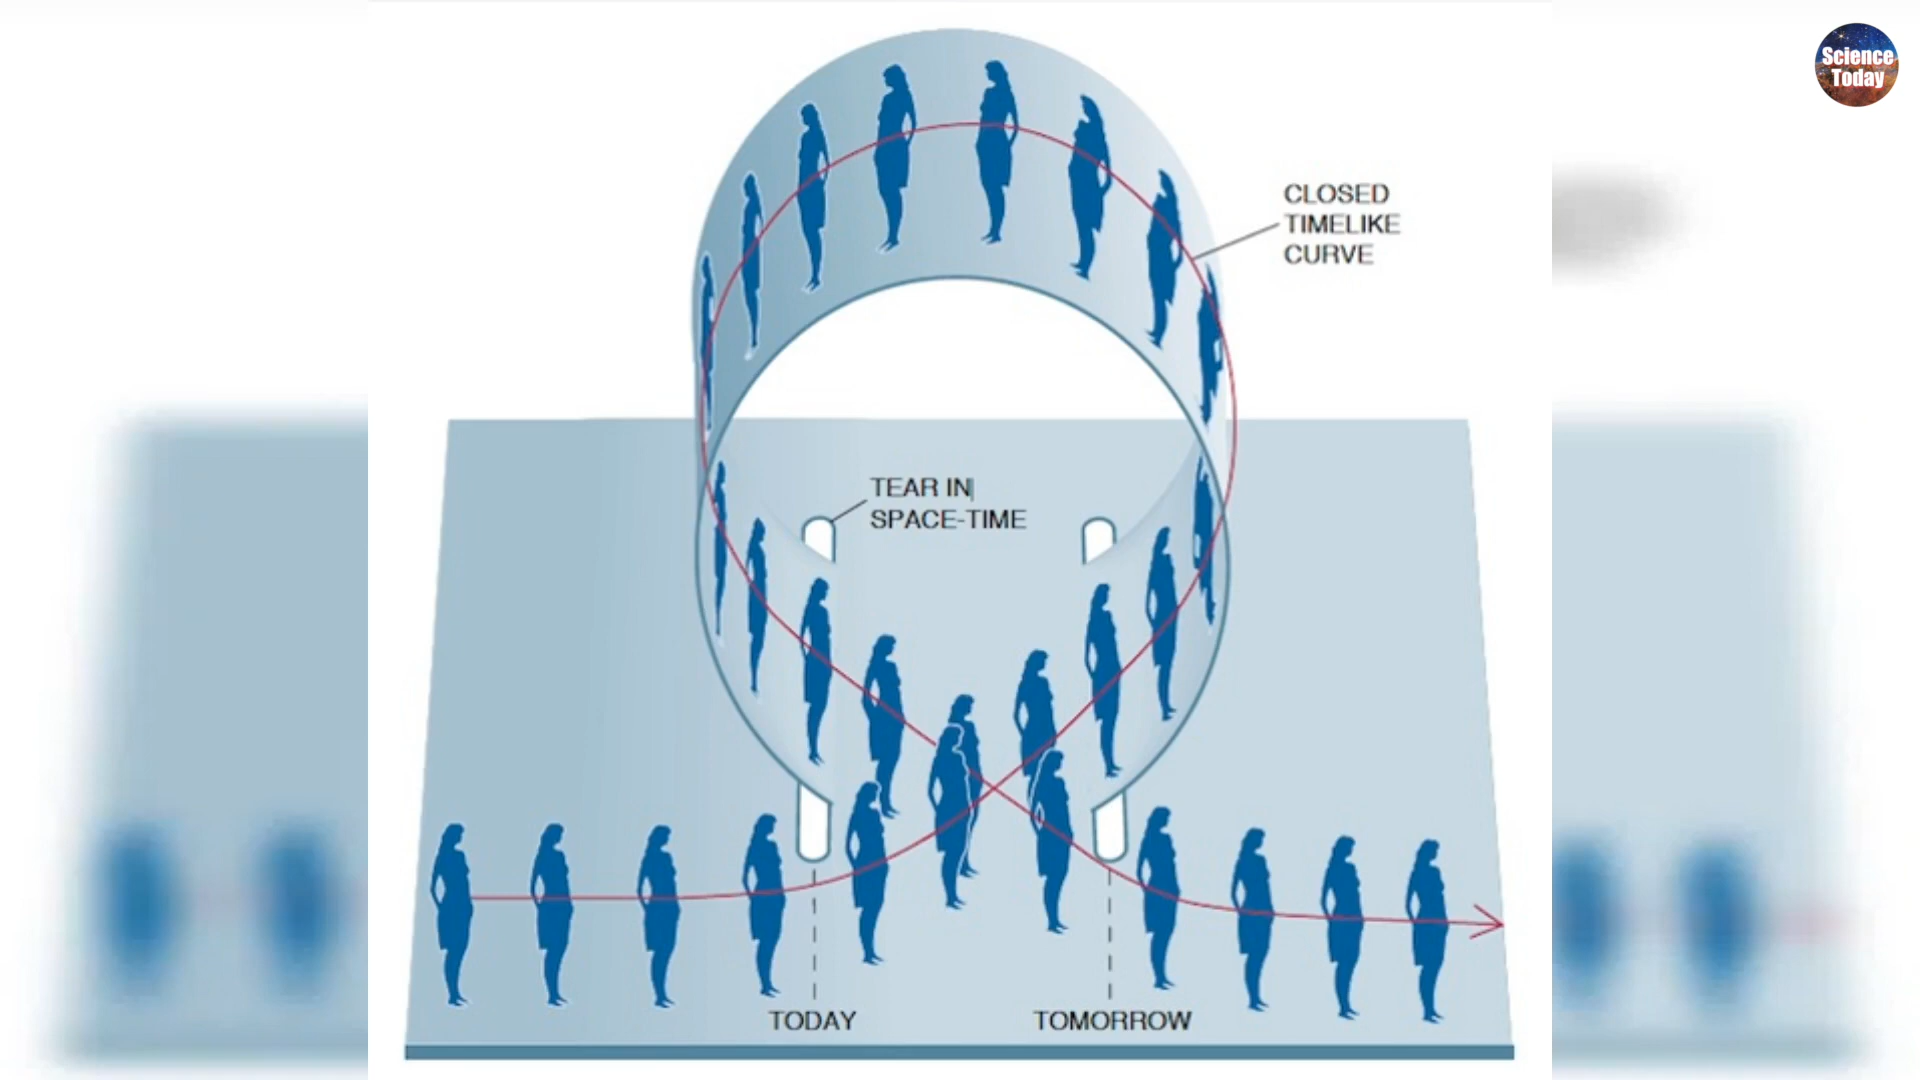 Science
Today
CLOSED
TIMELIKE
CURVE
TEAR IN
SPACE-TIME
TODAY
TOMORROW